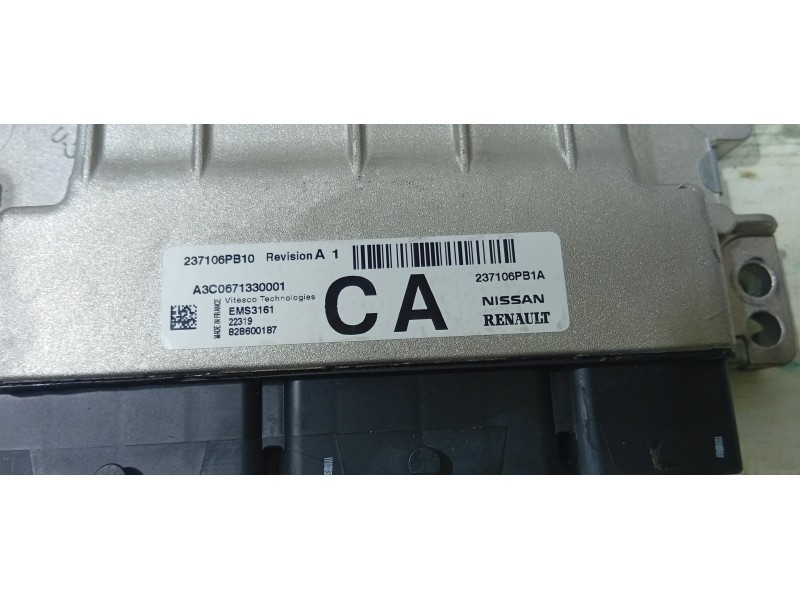 237106PB10 Revision A 1
237106PB1A
A3C0671330001
Vitesco Technologies
MADE IN FRANCE
EMS3161
22319
82B600187
CA
NISSAN
RENAULT